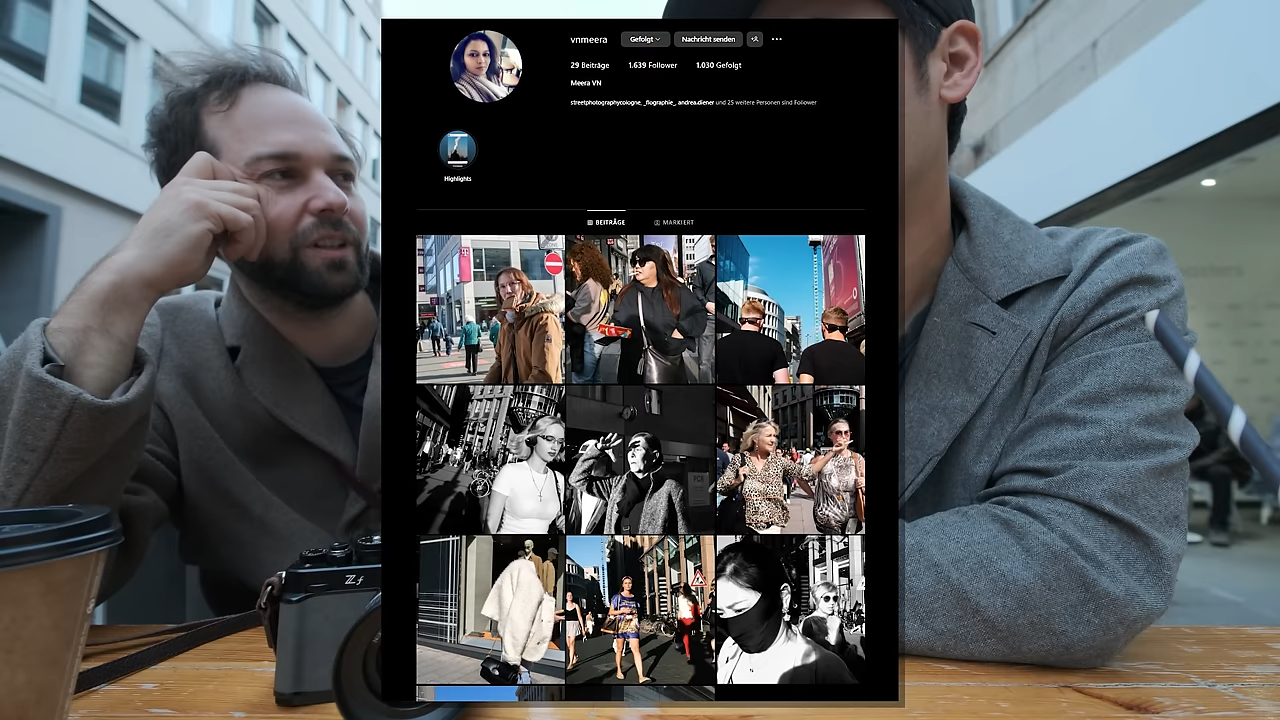 vnmeera Gefolgt Nachricht senden
29 Beiträge 1.639 Follower 1.030 Gefolgt
Meera VN
streetphotographycologne, _flographie_, andrea.diener und 25 weitere Personen sind Follower
Highlights
BEITRÄGE MARKIERT
Z f